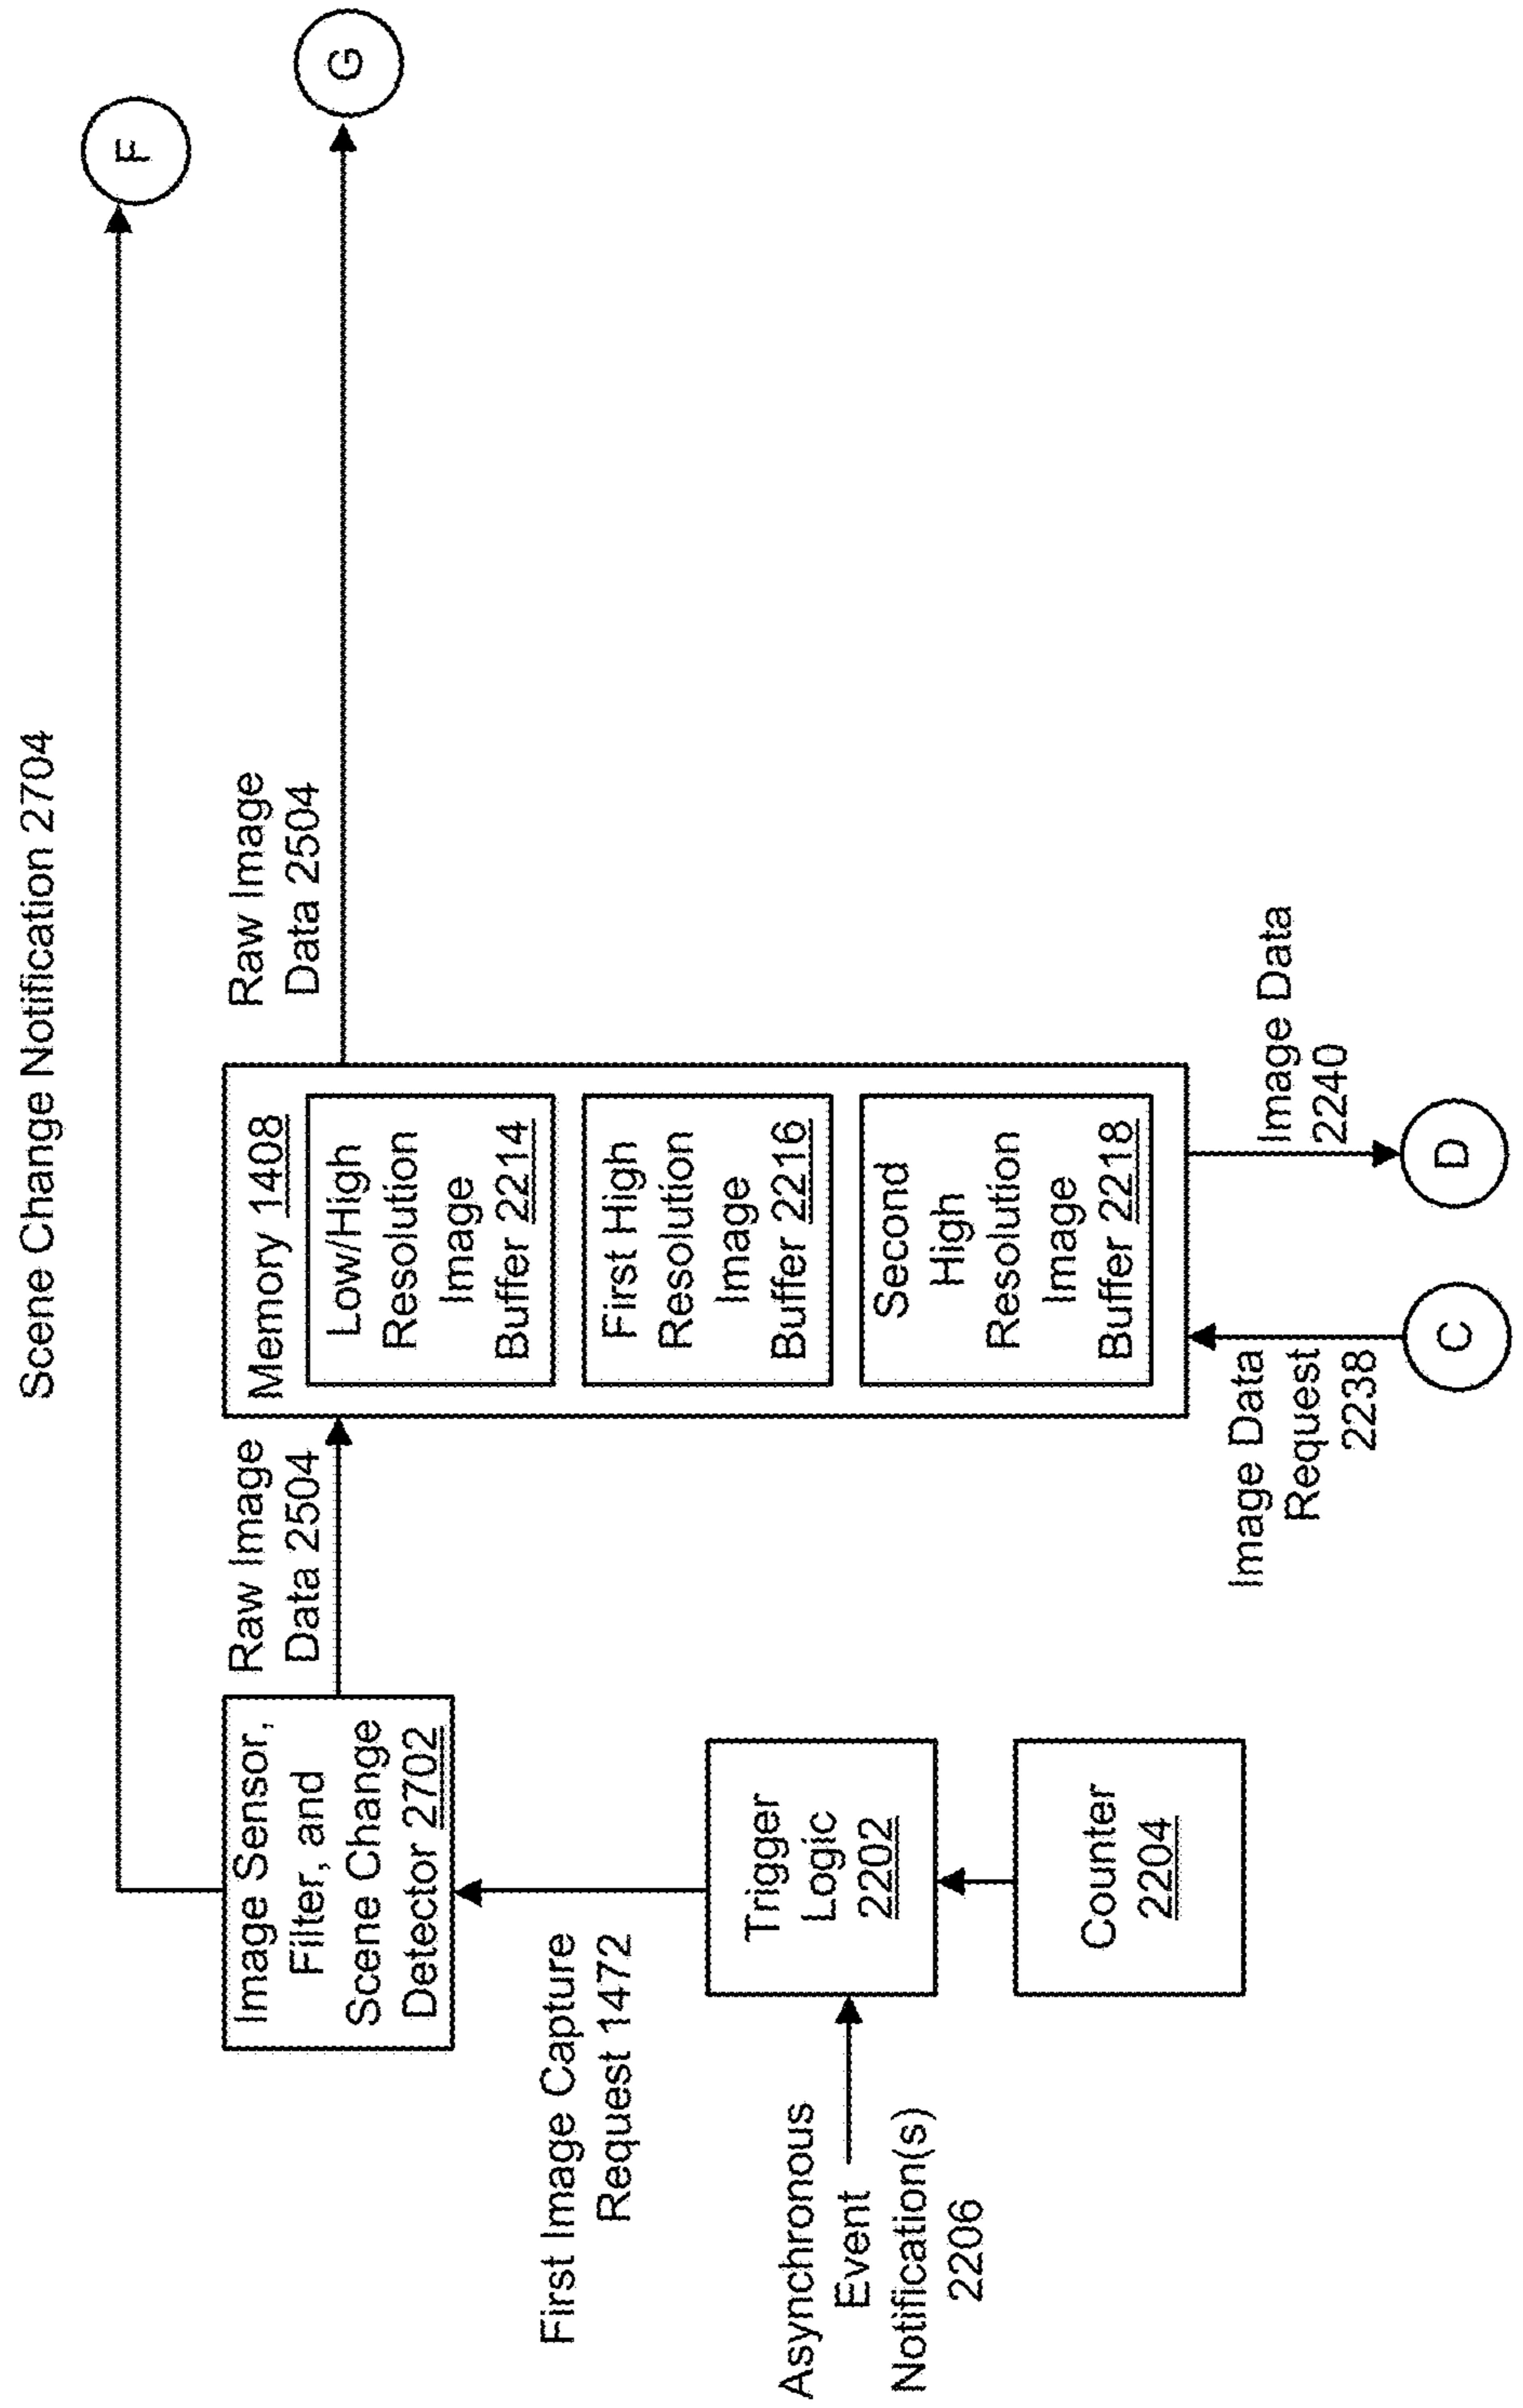 Scene Change Notification 2704
F
G
Image Sensor,
Filter, and
Scene Change
Detector 2702
Raw Image
Data 2504
Memory 1408
Low/High
Resolution
Image
Buffer 2214
First High
Resolution
Image
Buffer 2216
Second
High
Resolution
Image
Buffer 2218
Raw Image
Data 2504
First Image Capture
Request 1472
Asynchronous
Event
Notification(s)
2206
Trigger
Logic
2202
Counter
2204
Image Data
Request
2238
C
Image Data
2240
D